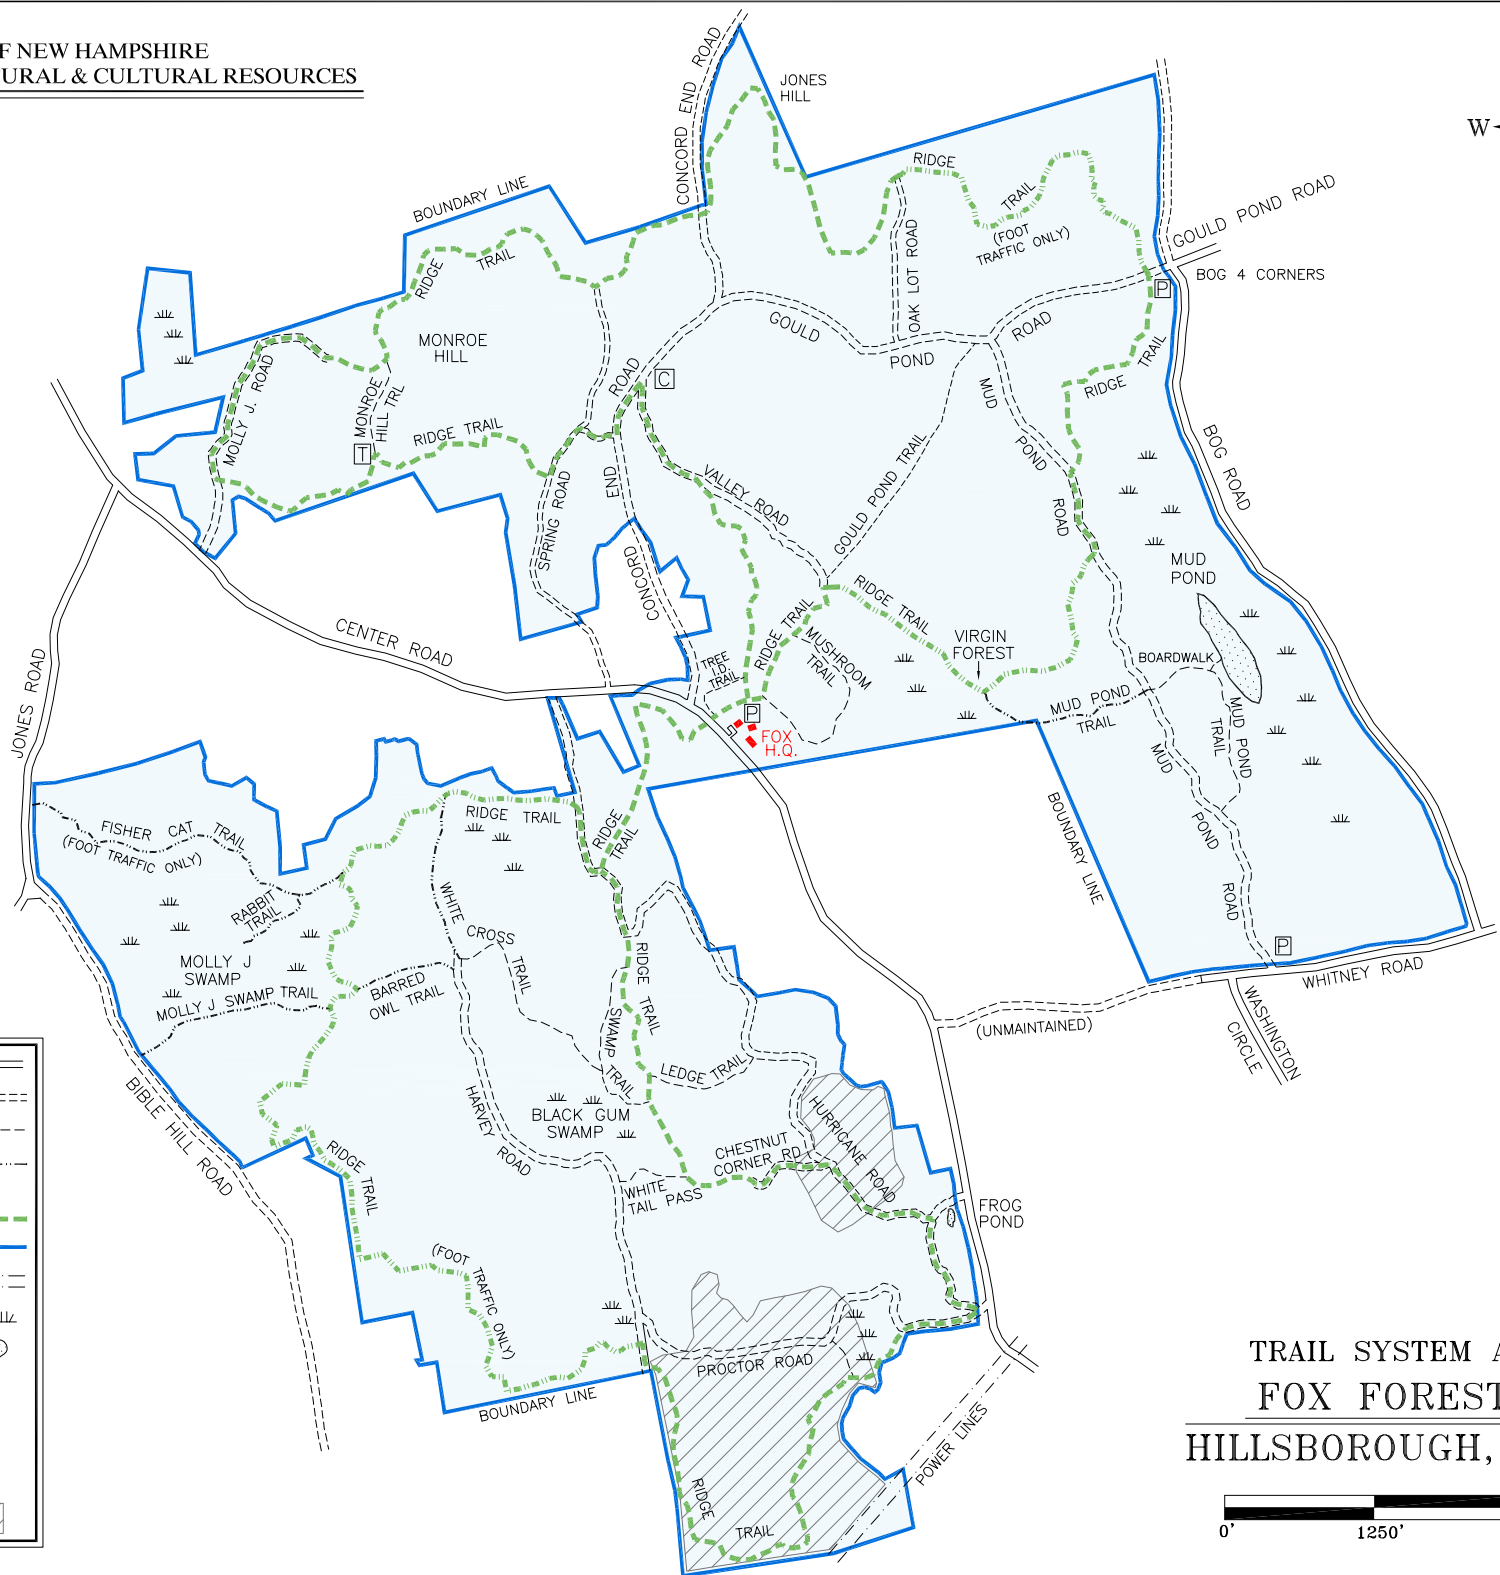 F NEW HAMPSHIRE
URAL & CULTURAL RESOURCES
W
CONCORD END ROAD
JONES
HILL
BOUNDARY LINE
RIDGE
TRAIL
(FOOT
TRAFFIC ONLY)
GOULD POND ROAD
BOG 4 CORNERS
P
OAK LOT ROAD
RIDGE
TRAIL
MONROE
HILL
GOULD
POND
ROAD
RIDGE
TRAIL
MOLLY J. ROAD
MONROE
HILL TRL
T
RIDGE TRAIL
ROAD
C
MUD
POND
ROAD
BOG ROAD
SPRING ROAD
END
CONCORD
VALLEY ROAD
GOULD POND TRAIL
MUD
POND
CENTER ROAD
JONES ROAD
TREE
I.D.
TRAIL
RIDGE TRAIL
MUSHROOM
TRAIL
RIDGE TRAIL
VIRGIN
FOREST
BOARDWALK
MUD POND
TRAIL
MUD POND
TRAIL
P
FOX
H.Q.
MUD
POND
ROAD
BOUNDARY LINE
P
WHITNEY ROAD
WASHINGTON
CIRCLE
(UNMAINTAINED)
FISHER CAT TRAIL
(FOOT TRAFFIC ONLY)
RABBIT
TRAIL
MOLLY J
SWAMP
MOLLY J SWAMP TRAIL
RIDGE TRAIL
RIDGE
TRAIL
WHITE CROSS
TRAIL
BARRED
OWL TRAIL
RIDGE TRAIL
SWAMP
TRAIL
LEDGE TRAIL
BIBLE HILL ROAD
HARVEY
ROAD
BLACK GUM
SWAMP
CHESTNUT
CORNER RD
HURRICANE ROAD
WHITE
TAIL PASS
FROG
POND
RIDGE TRAIL
(FOOT TRAFFIC ONLY)
PROCTOR ROAD
BOUNDARY LINE
POWER LINES
RIDGE
TRAIL
TRAIL SYSTEM A
FOX FOREST
HILLSBOROUGH,
0' 1250'